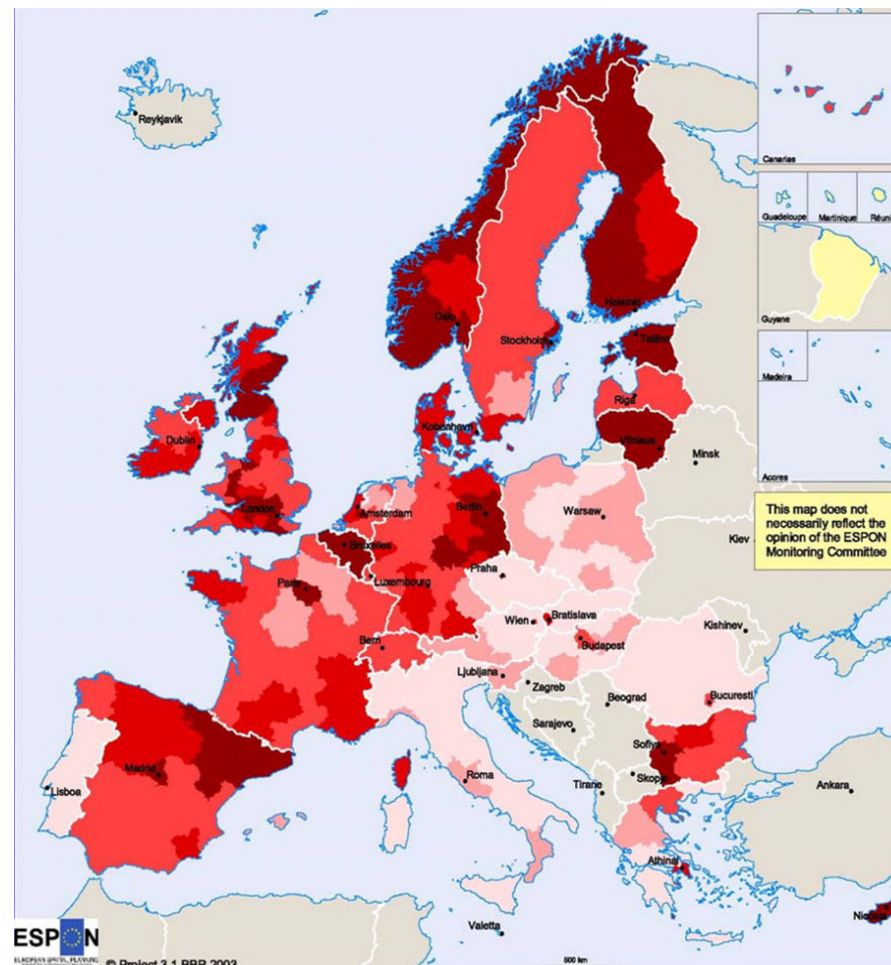 Reykjavik
Canarias
Guadeloupe
Martinique
Réuni
Guyane
Oslo
Helsinki
Stockholm
Tallinn
Madeira
Riga
Dublin
København
Vilnius
Minsk
Acores
London
Amsterdam
Berlin
Warsaw
This map does not
necessarily reflect the
opinion of the ESPON
Monitoring Committee
Kiev
Bruxelles
Praha
Paris
Luxembourg
Wien
Bratislava
Kishinev
Bern
Budapest
Ljubljana
Zagreb
Beograd
Bucuresti
Sarajevo
Sofiya
Madrid
Roma
Skopje
Tirane
Ankara
Lisboa
Athinai
Valetta
ESPON
500 km